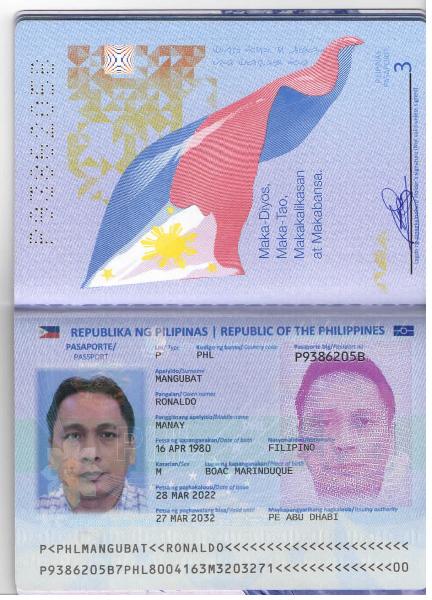 P9386205B
PILIPINAS
PASAPORTE
3
Maka-Diyos,
Maka-Tao,
Makakalikasan
at Makabansa.
REPUBLIKA NG PILIPINAS | REPUBLIC OF THE PHILIPPINES
PASAPORTE/
PASSPORT
Uri/ Type
P
Kodigo ng bansa/ Country code
PHL
Pasaporte blg/ Passport no
P9386205B
Apelyido/Surname
MANGUBAT
Pangalan/ Given names
RONALDO
Panggitnang apelyido/Middle name
MANAY
Petsa ng kapanganakan/Date of birth
16 APR 1980
Nasyonalidad/Nationality
FILIPINO
Kasarian/Sex
M
Lugar ng kapanganakan/Place of birth
BOAC MARINDUQUE
Petsa ng pagkakaloob/Date of issue
28 MAR 2022
Petsa ng pagkawalang bisa/Valid until
27 MAR 2032
Maykapangyarihang nagkaloob/Issuing authority
PE ABU DHABI
P<PHLMANGUBAT<<RONALDO<<<<<<<<<<<<<<<<<<<<<<
P9386205B7PHL8004163M3203271<<<<<<<<<<<<<<00